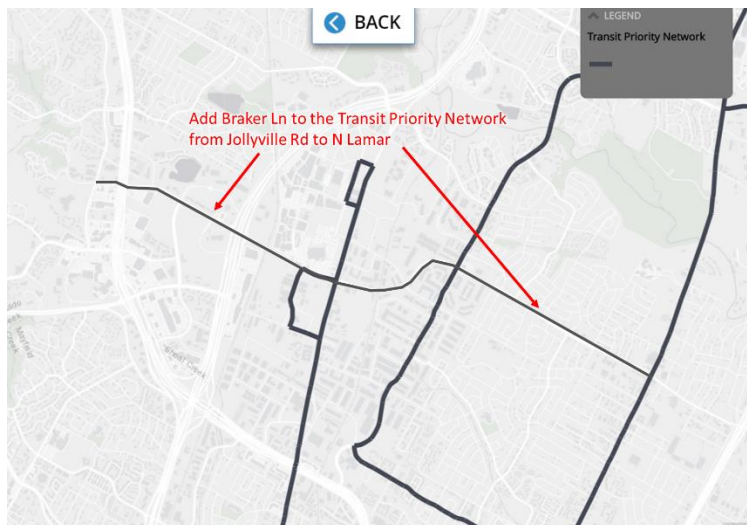 BACK
LEGEND
Transit Priority Network
Add Braker Ln to the Transit Priority Network
from Jollyville Rd to N Lamar